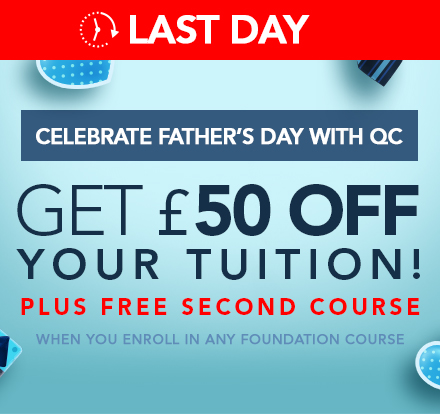 LAST DAY
CELEBRATE FATHER'S DAY WITH QC
GET £50 OFF
YOUR TUITION!
PLUS FREE SECOND COURSE
WHEN YOU ENROLL IN ANY FOUNDATION COURSE